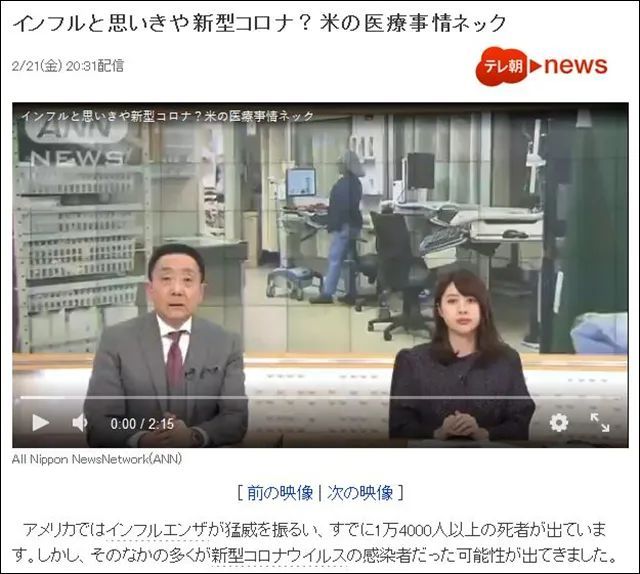 インフルと思いきや新型コロナ？米の医療事情ネック
2/21(金) 20:31配信
テレ朝news
インフルと思いきや新型コロナ？米の医療事情ネック
ANN
NEWS
0:00 / 2:15
All Nippon NewsNetwork(ANN)
[ 前の映像 | 次の映像 ]
アメリカではインフルエンザが猛威を振るい、すでに1万4000人以上の死者が出ていま
す。しかし、そのなかの多くが新型コロナウイルスの感染者だった可能性が出てきました。